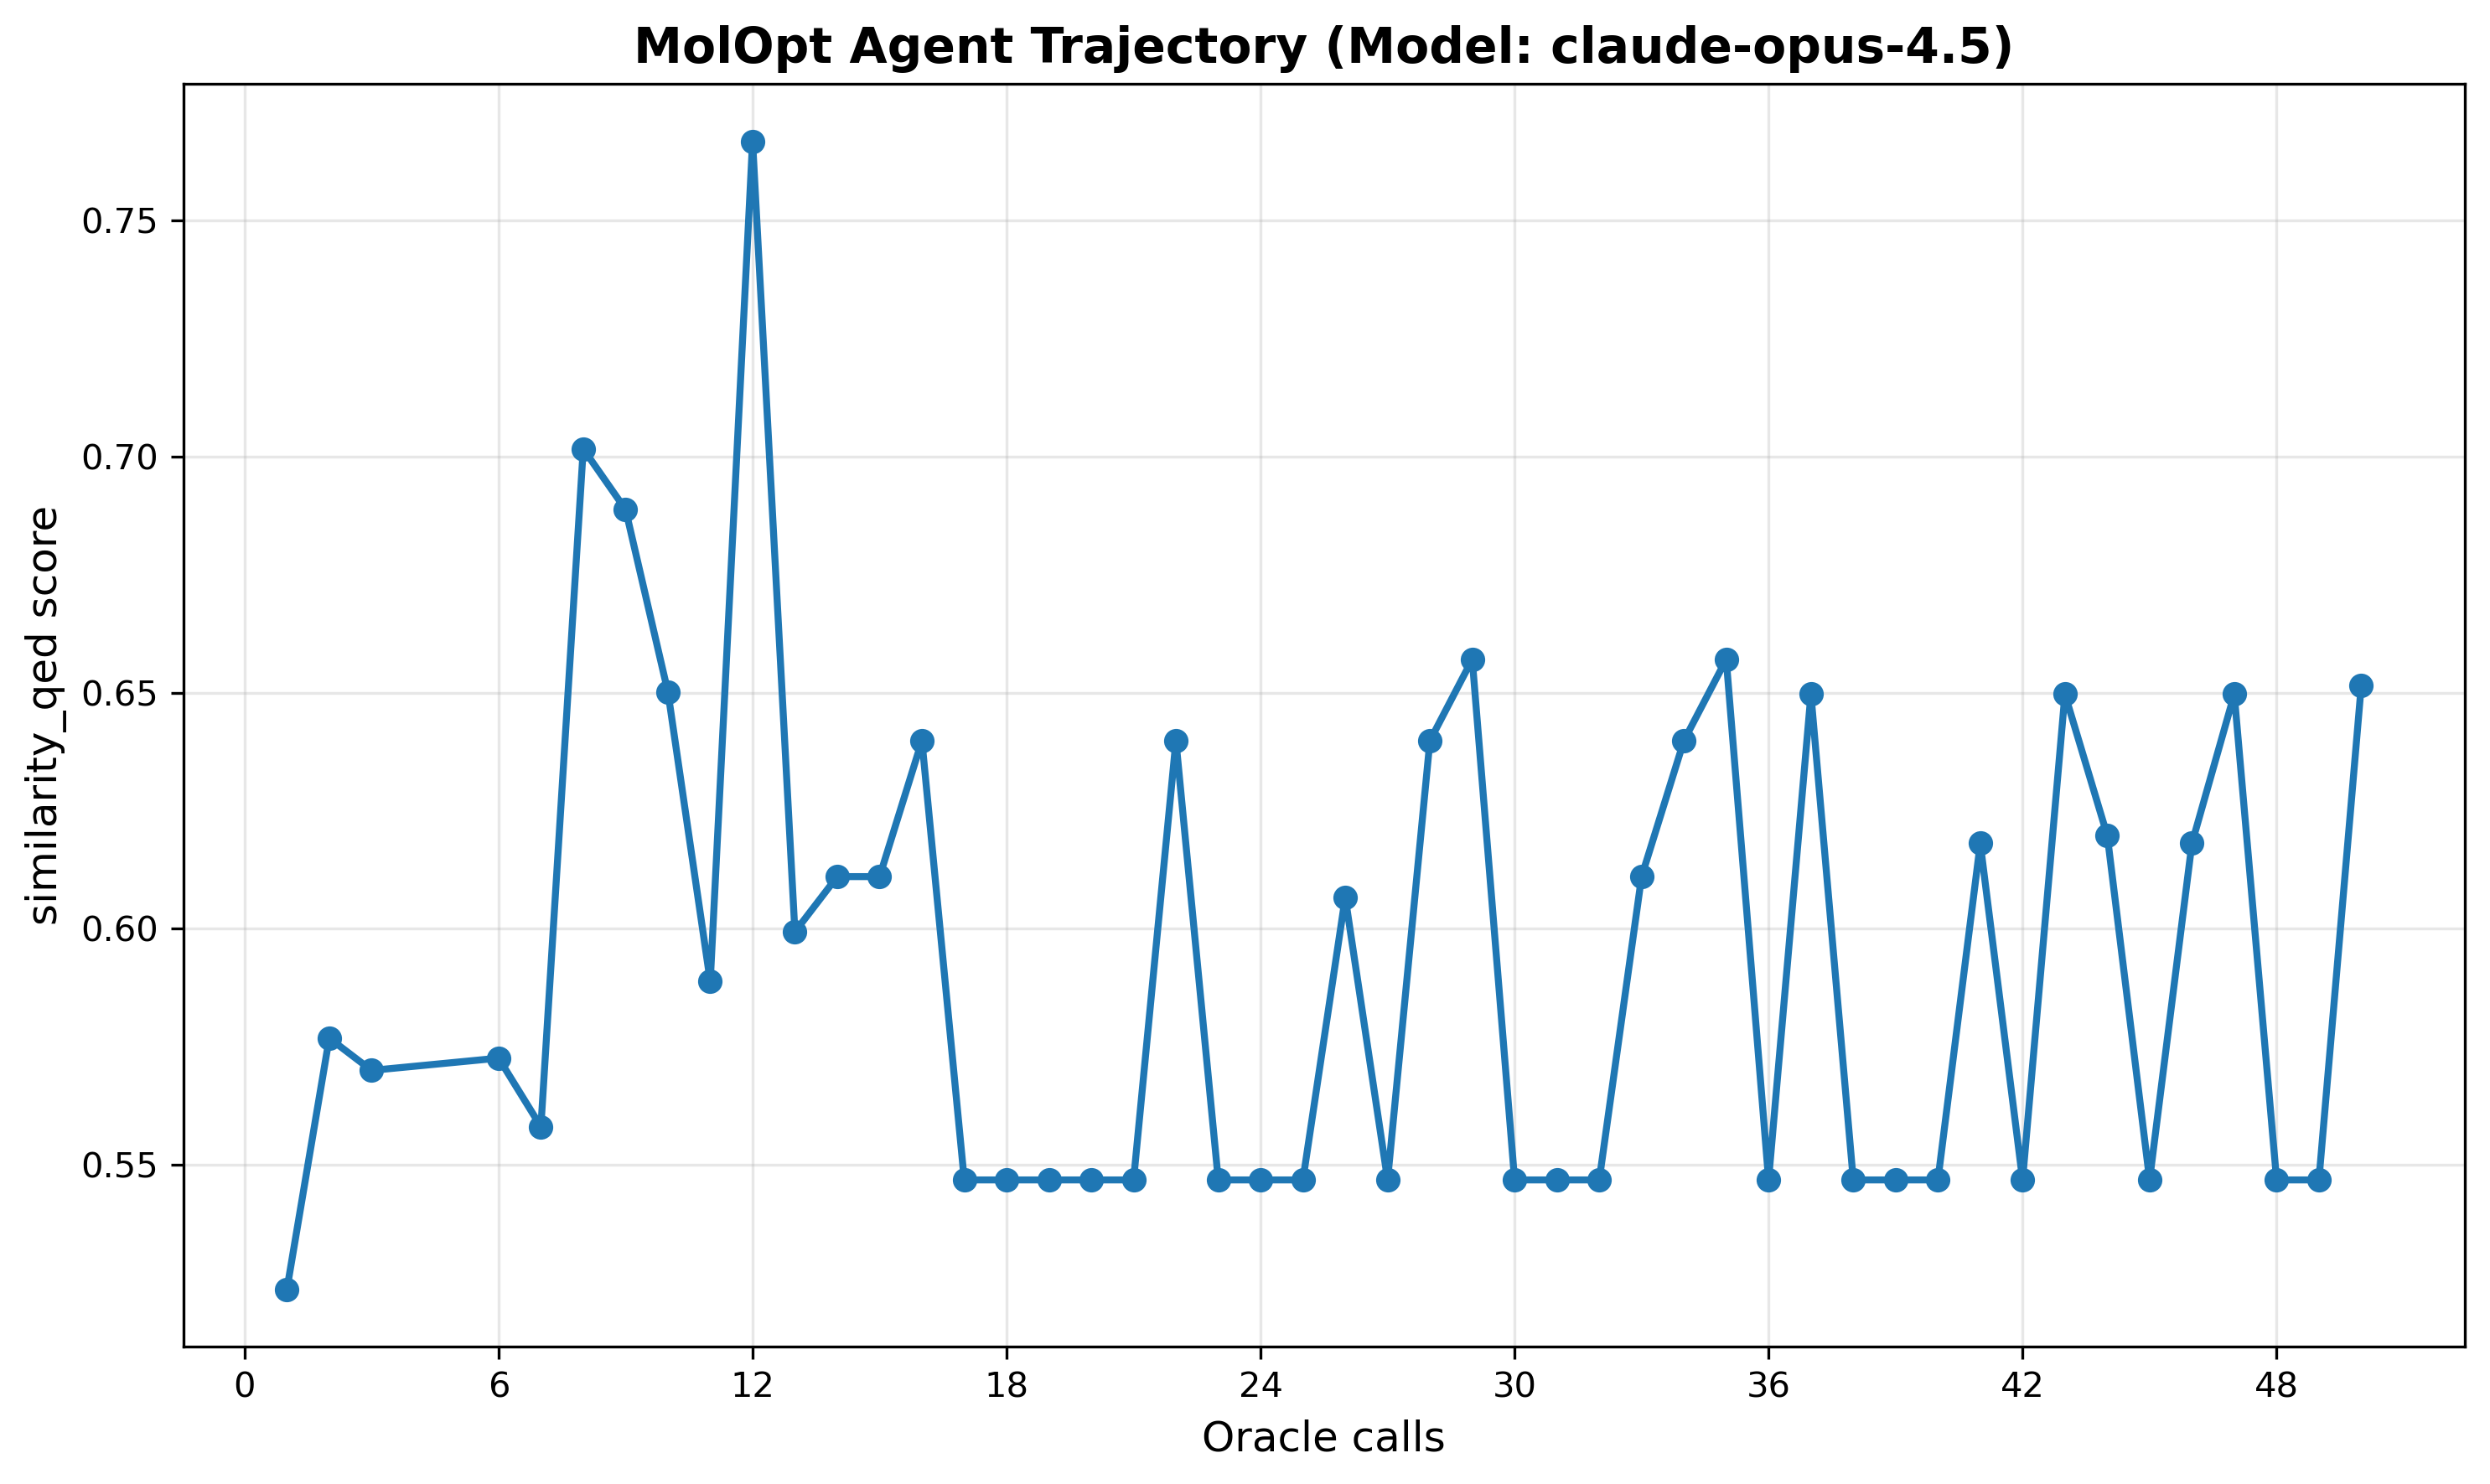 MolOpt Agent Trajectory (Model: claude-opus-4.5)
similarity_qed score
0.75
0.70
0.65
0.60
0.55
0 6 12 18 24 30 36 42 48
Oracle calls